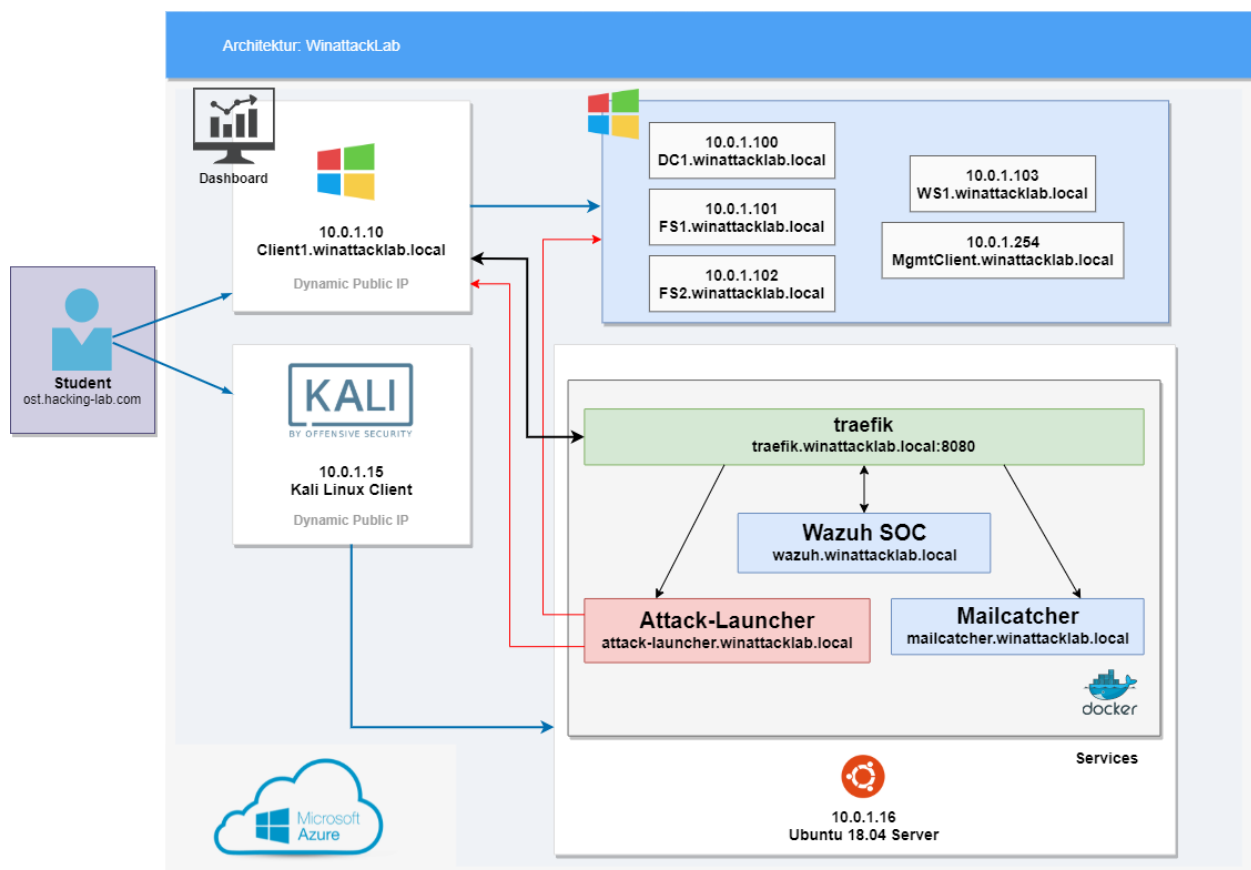 Architektur: WinattackLab
Dashboard
10.0.1.10
Client1.winattacklab.local
Dynamic Public IP
10.0.1.100
DC1.winattacklab.local
10.0.1.101
FS1.winattacklab.local
10.0.1.102
FS2.winattacklab.local
10.0.1.103
WS1.winattacklab.local
10.0.1.254
MgmtClient.winattacklab.local
Student
ost.hacking-lab.com
KALI
BY OFFENSIVE SECURITY
10.0.1.15
Kali Linux Client
Dynamic Public IP
traefik
traefik.winattacklab.local:8080
Wazuh SOC
wazuh.winattacklab.local
Attack-Launcher
attack-launcher.winattacklab.local
Mailcatcher
mailcatcher.winattacklab.local
docker
Services
10.0.1.16
Ubuntu 18.04 Server
Microsoft
Azure